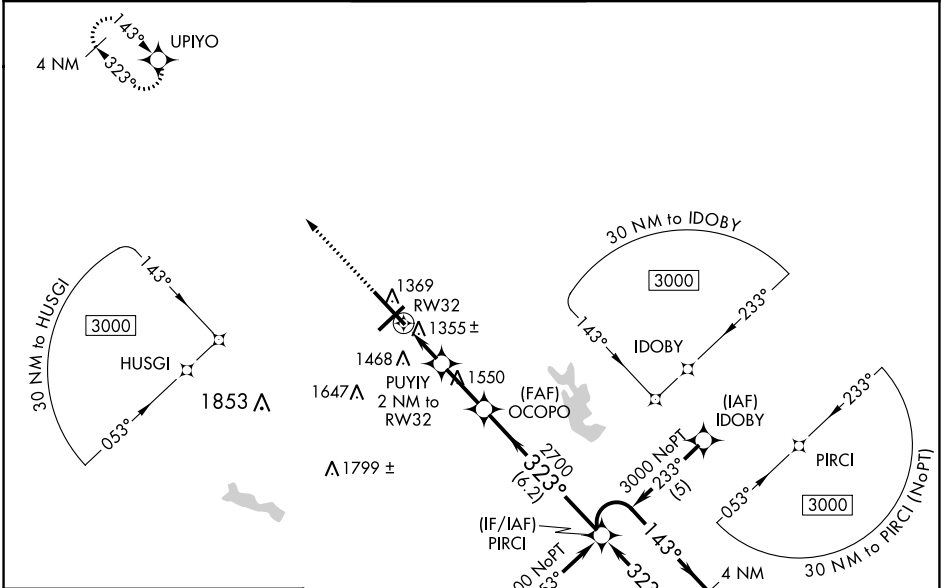 143°
UPIYO
4 NM
323°
30 NM to IDOBY
3000
233°
143°
IDOBY
143°
30 NM to HUSGI
3000
HUSGI
053°
1369
RW32
1355 ±
1468
PUYIY
2 NM to
RW32
1550
1647
1853
(FAF)
OCOPO
1799 ±
2700
323°
(6.2)
(IAF)
IDOBY
3000 NoPT
233°
(5)
(IF/IAF)
PIRCI
143°
4 NM
233°
PIRCI
053°
3000
30 NM to PIRCI (NoPT)